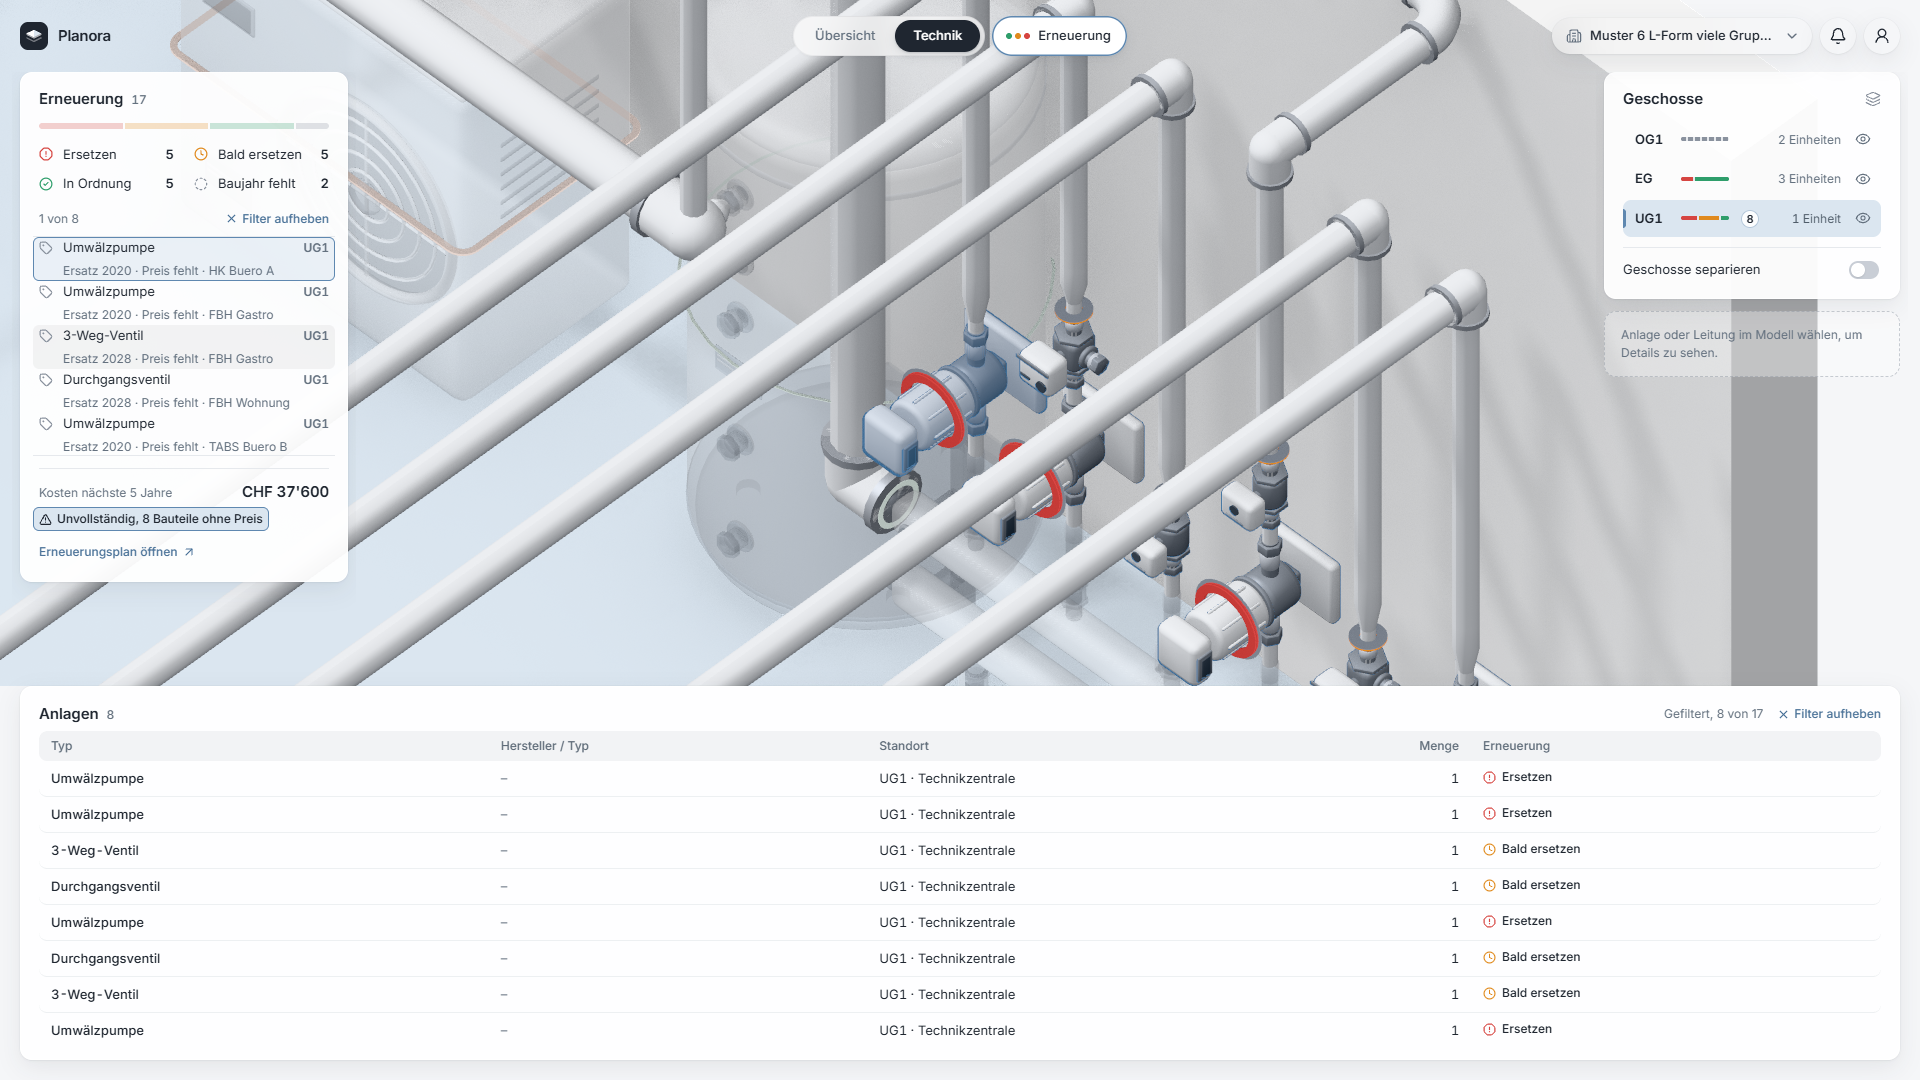 Planora
Übersicht
Technik
Erneuerung
Muster 6 L-Form viele Grup...
Erneuerung 17
Ersetzen 5
Bald ersetzen 5
In Ordnung 5
Baujahr fehlt 2
1 von 8
Filter aufheben
Umwälzpumpe UG1
Ersatz 2020 · Preis fehlt · HK Buero A
Umwälzpumpe UG1
Ersatz 2020 · Preis fehlt · FBH Gastro
3-Weg-Ventil UG1
Ersatz 2028 · Preis fehlt · FBH Gastro
Durchgangsventil UG1
Ersatz 2028 · Preis fehlt · FBH Wohnung
Umwälzpumpe UG1
Ersatz 2020 · Preis fehlt · TABS Buero B
Kosten nächste 5 Jahre CHF 37'600
Unvollständig, 8 Bauteile ohne Preis
Erneuerungsplan öffnen
Geschosse
OG1 2 Einheiten
EG 3 Einheiten
UG1 8 1 Einheit
Geschosse separieren
Anlage oder Leitung im Modell wählen, um
Details zu sehen.
Anlagen 8
Gefiltert, 8 von 17
Filter aufheben
Typ Hersteller / Typ Standort Menge Erneuerung
Umwälzpumpe – UG1 · Technikzentrale 1 Ersetzen
Umwälzpumpe – UG1 · Technikzentrale 1 Ersetzen
3-Weg-Ventil – UG1 · Technikzentrale 1 Bald ersetzen
Durchgangsventil – UG1 · Technikzentrale 1 Bald ersetzen
Umwälzpumpe – UG1 · Technikzentrale 1 Ersetzen
Durchgangsventil – UG1 · Technikzentrale 1 Bald ersetzen
3-Weg-Ventil – UG1 · Technikzentrale 1 Bald ersetzen
Umwälzpumpe – UG1 · Technikzentrale 1 Ersetzen